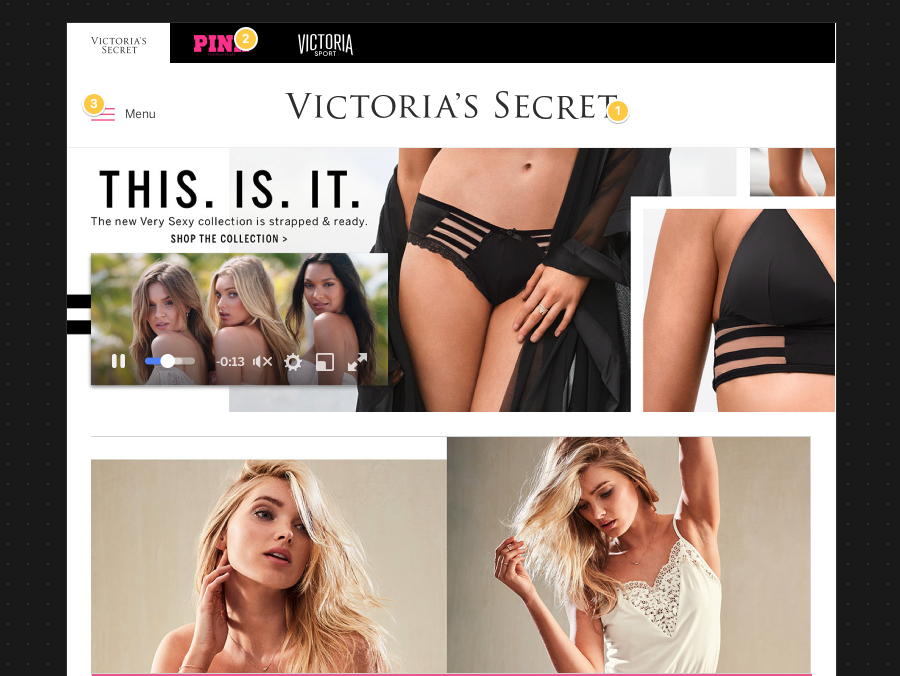 VICTORIA'S
SECRET
PINK
2
VICTORIA
SPORT
3
Menu
VICTORIA'S SECRET
1
THIS. IS. IT.
The new Very Sexy collection is strapped & ready.
SHOP THE COLLECTION >
-0:13